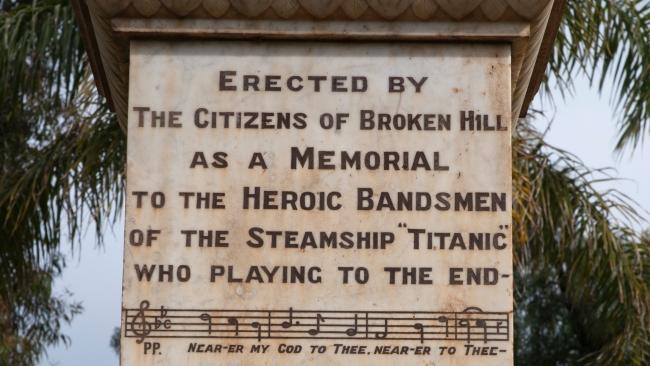 ERECTED BY
THE CITIZENS OF BROKEN HILL
AS A MEMORIAL
TO THE HEROIC BANDSMEN
OF THE STEAMSHIP "TITANIC"
WHO PLAYING TO THE END-
PP. NEAR-ER MY GOD TO THEE, NEAR-ER TO THEE-